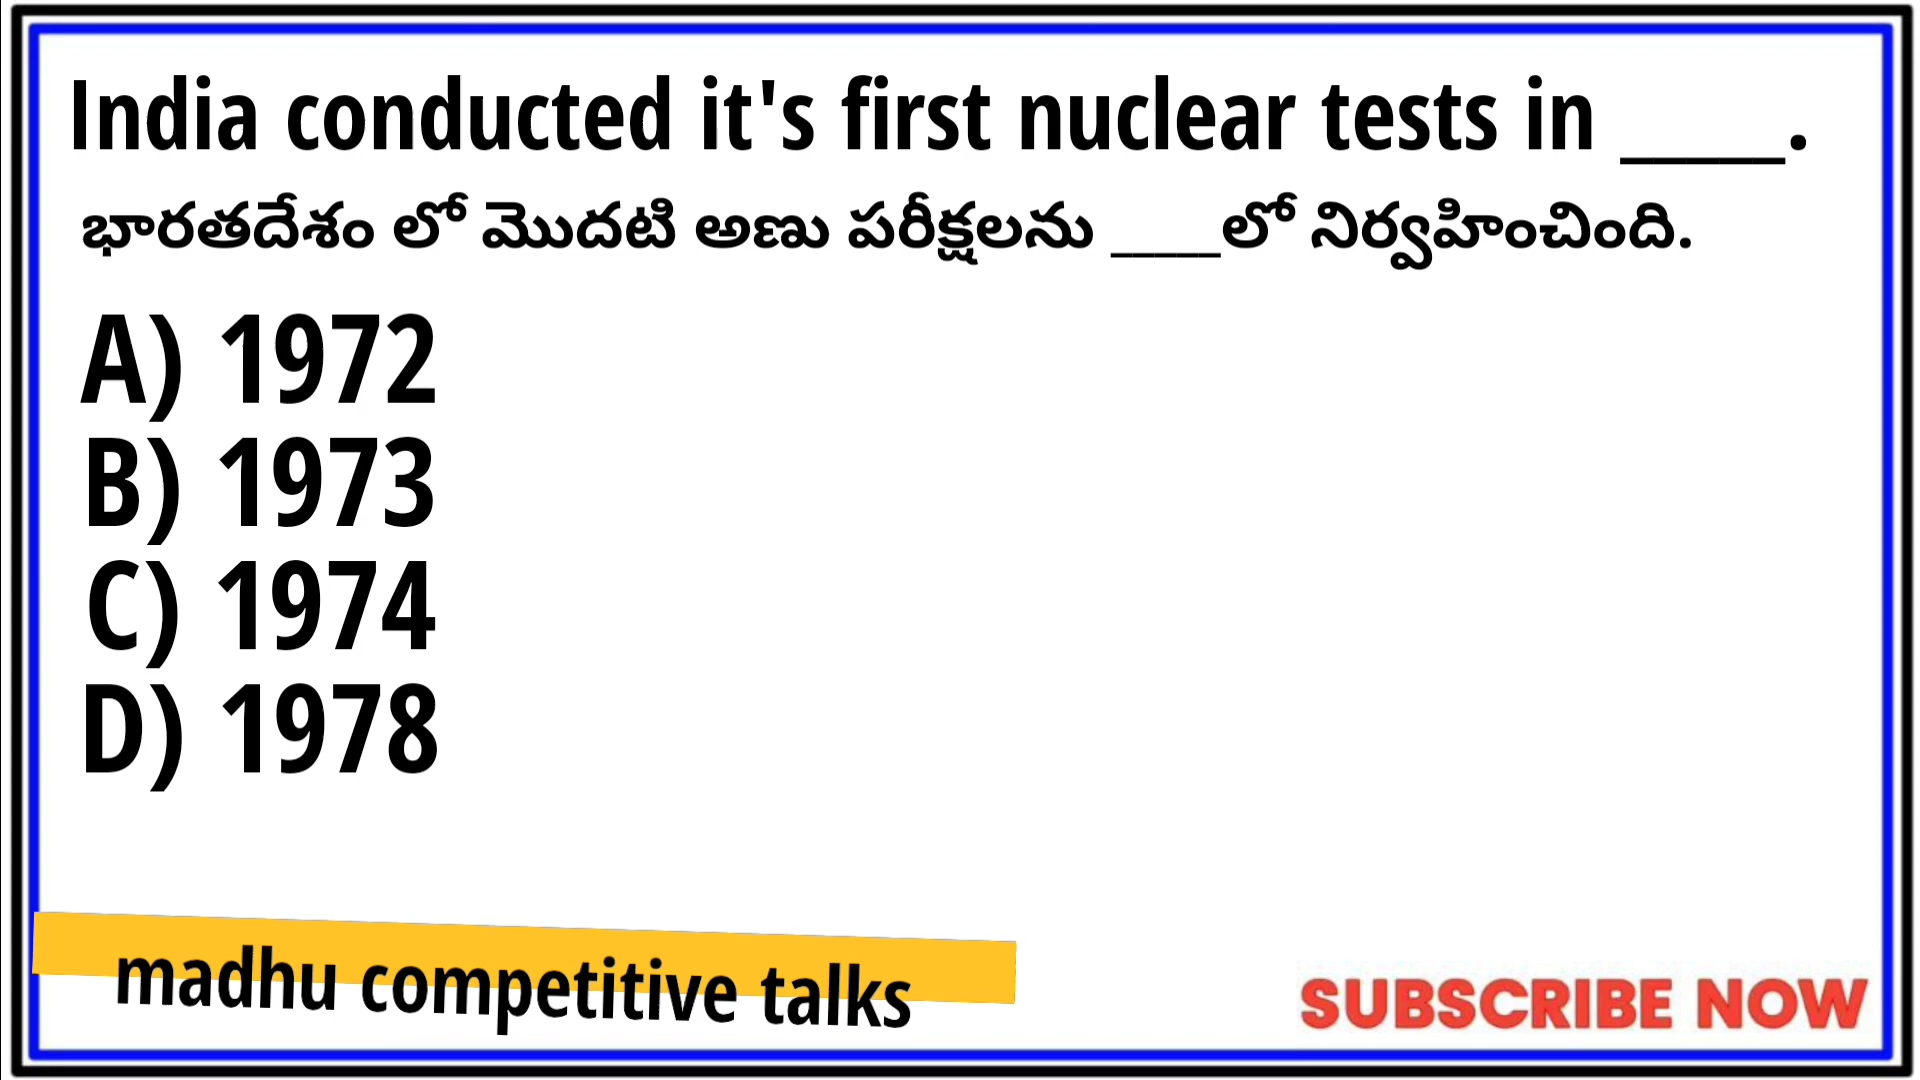 India conducted it's first nuclear tests in _____.
భారతదేశం లో మొదటి అణు పరీక్షలను ____లో నిర్వహించింది.
A) 1972
B) 1973
C) 1974
D) 1978
madhu competitive talks
SUBSCRIBE NOW